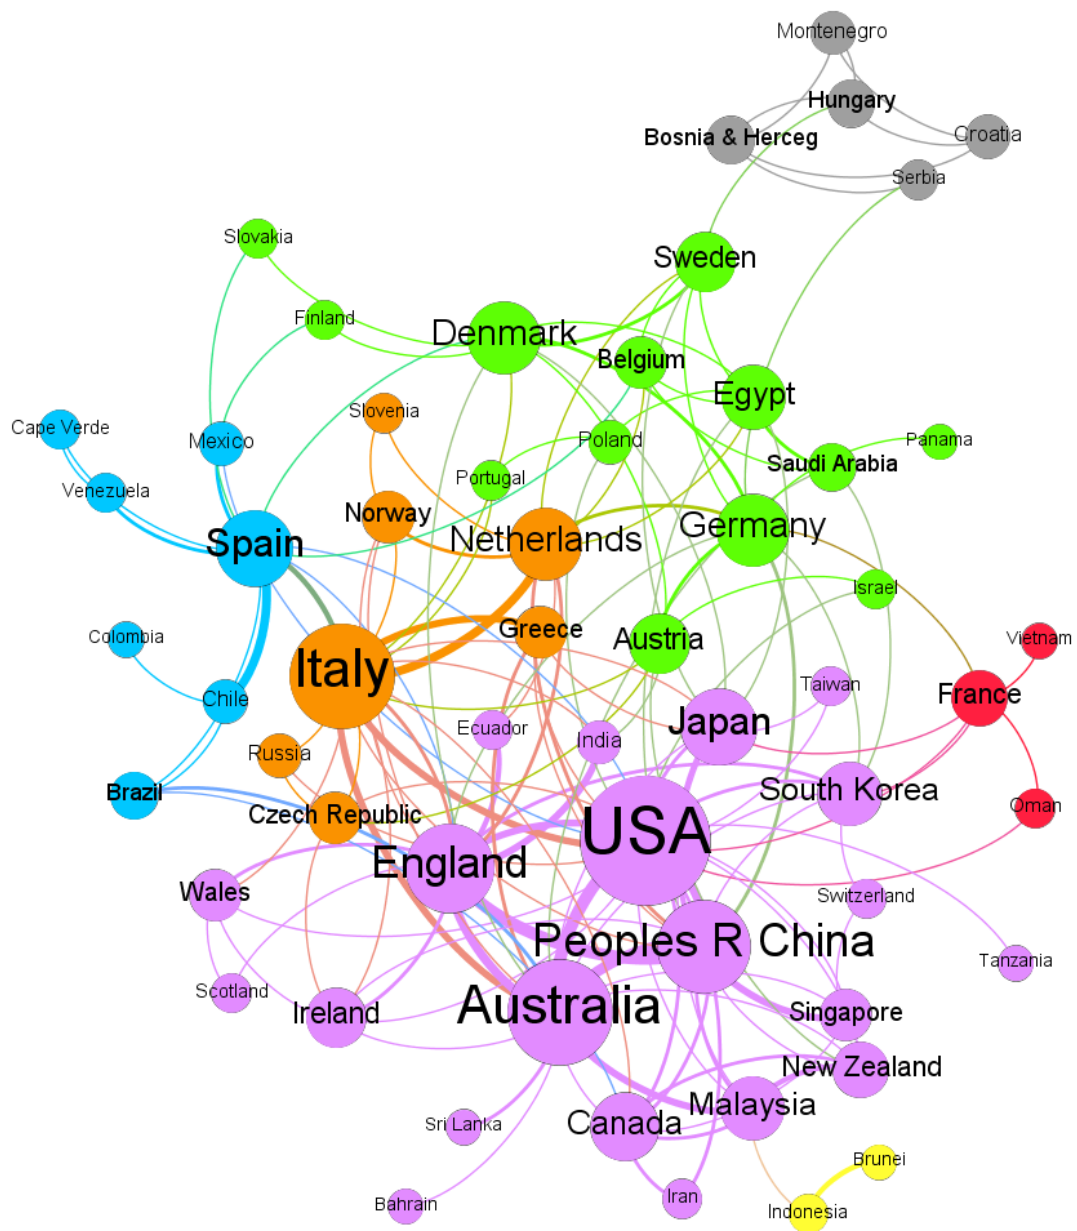 Montenegro
Hungary
Bosnia & Herceg
Croatia
Serbia
Slovakia
Sweden
Finland
Denmark
Belgium
Egypt
Slovenia
Cape Verde
Mexico
Poland
Panama
Saudi Arabia
Portugal
Venezuela
Norway
Germany
Netherlands
Spain
Israel
Greece
Austria
Colombia
Vietnam
Italy
Taiwan
France
Chile
Ecuador
Japan
India
Russia
South Korea
Brazil
Oman
Czech Republic
USA
England
Wales
Switzerland
Peoples R China
Tanzania
Scotland
Australia
Ireland
Singapore
New Zealand
Malaysia
Sri Lanka
Canada
Brunei
Iran
Bahrain
Indonesia